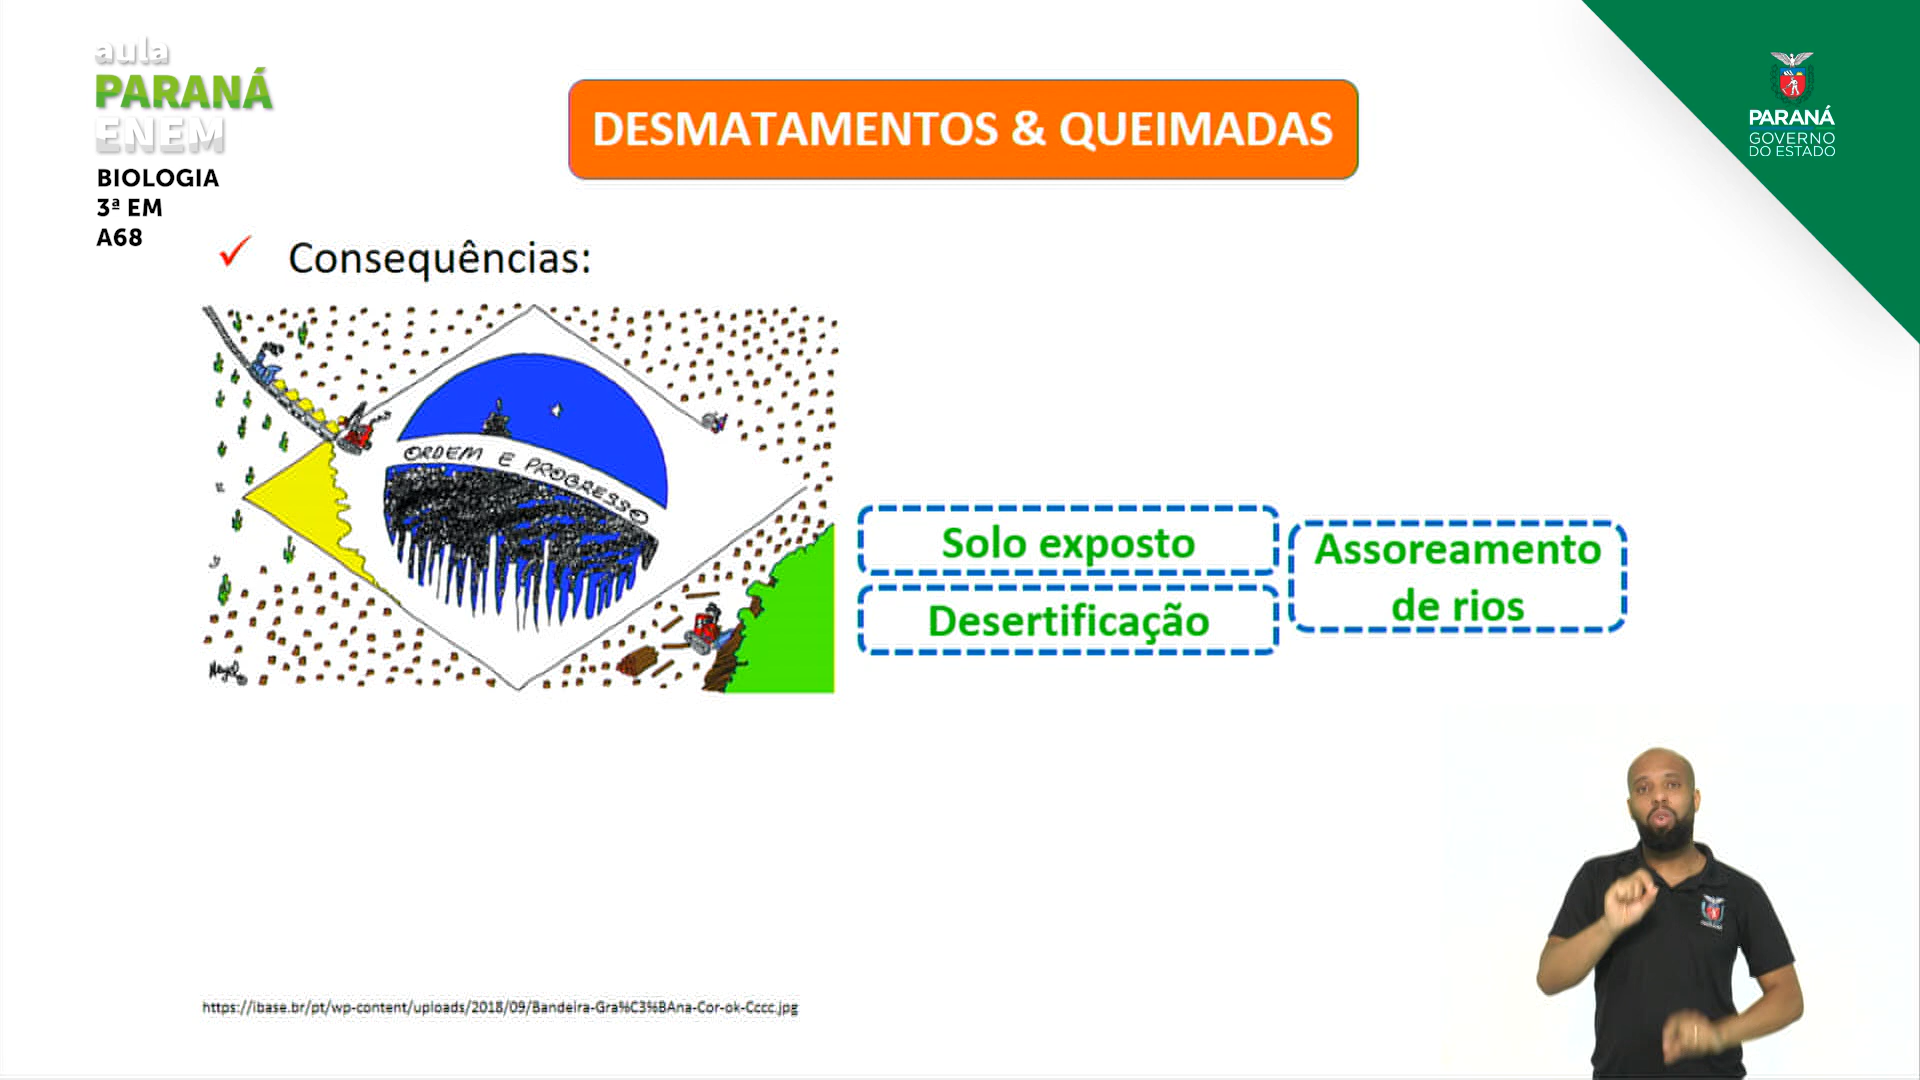 aula
PARANÁ
ENEM
BIOLOGIA
3ª EM
A68
DESMATAMENTOS & QUEIMADAS
PARANÁ
GOVERNO
DO ESTADO
Consequências:
ORDEM E PROGRESSO
Solo exposto
Desertificação
Assoreamento
de rios
https://ibase.br/pt/wp-content/uploads/2018/09/Bandeira-Gra%C3%BAna-Cor-ok-Cccc.jpg